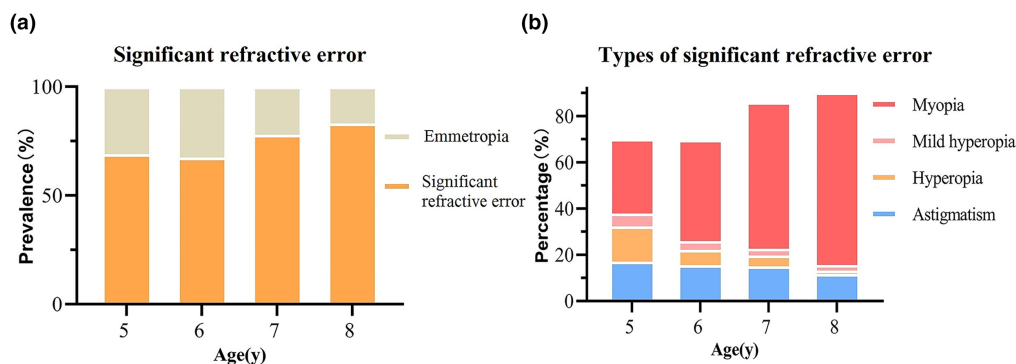 (a)
Significant refractive error
Prevalence (%)
100
50
0
5 6 7 8
Age(y)
Emmetropia
Significant
refractive error
(b)
Types of significant refractive error
Percentage(%)
80
60
40
20
0
5 6 7 8
Age(y)
Myopia
Mild hyperopia
Hyperopia
Astigmatism